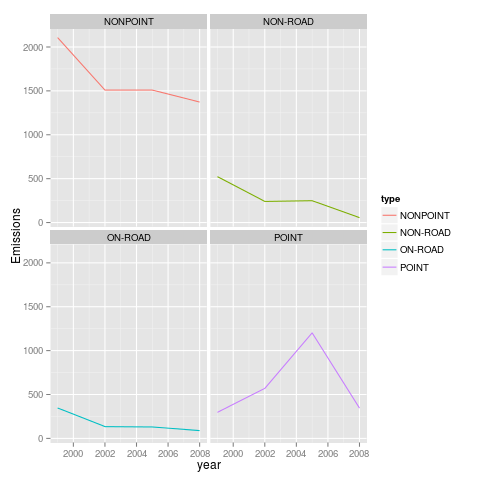 NONPOINT NON-ROAD
2000
1500
1000
500
0
type
NONPOINT
NON-ROAD
ON-ROAD
POINT
Emissions
ON-ROAD POINT
2000
1500
1000
500
0
2000 2002 2004 2006 2008 2000 2002 2004 2006 2008
year